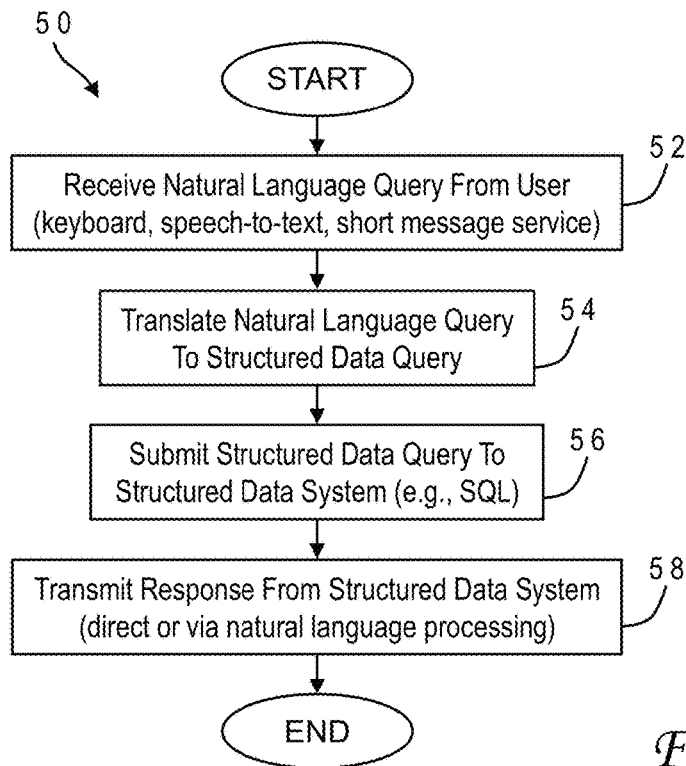 50
START
52
Receive Natural Language Query From User
(keyboard, speech-to-text, short message service)
54
Translate Natural Language Query
To Structured Data Query
56
Submit Structured Data Query To
Structured Data System (e.g., SQL)
58
Transmit Response From Structured Data System
(direct or via natural language processing)
END